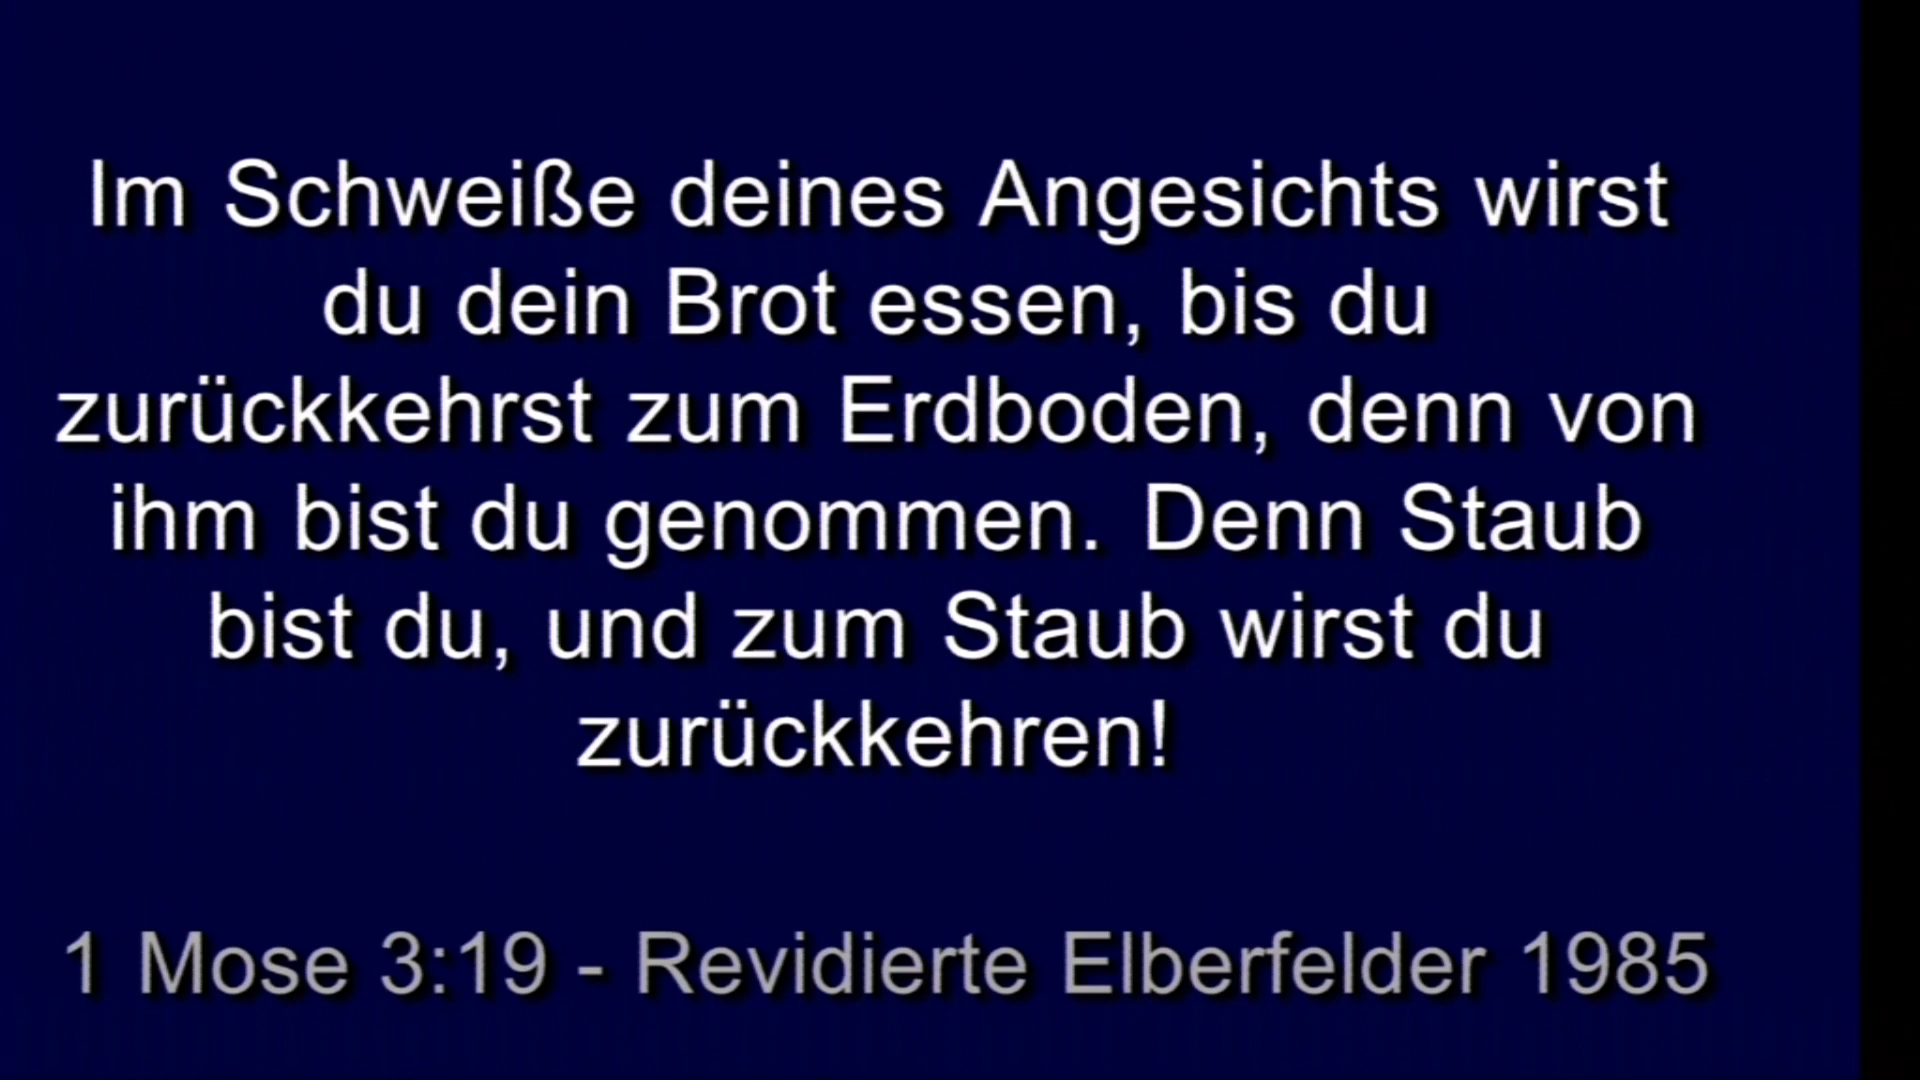 Im Schweiße deines Angesichts wirst
du dein Brot essen, bis du
zurückkehrst zum Erdboden, denn von
ihm bist du genommen. Denn Staub
bist du, und zum Staub wirst du
zurückkehren!
1 Mose 3:19 - Revidierte Elberfelder 1985